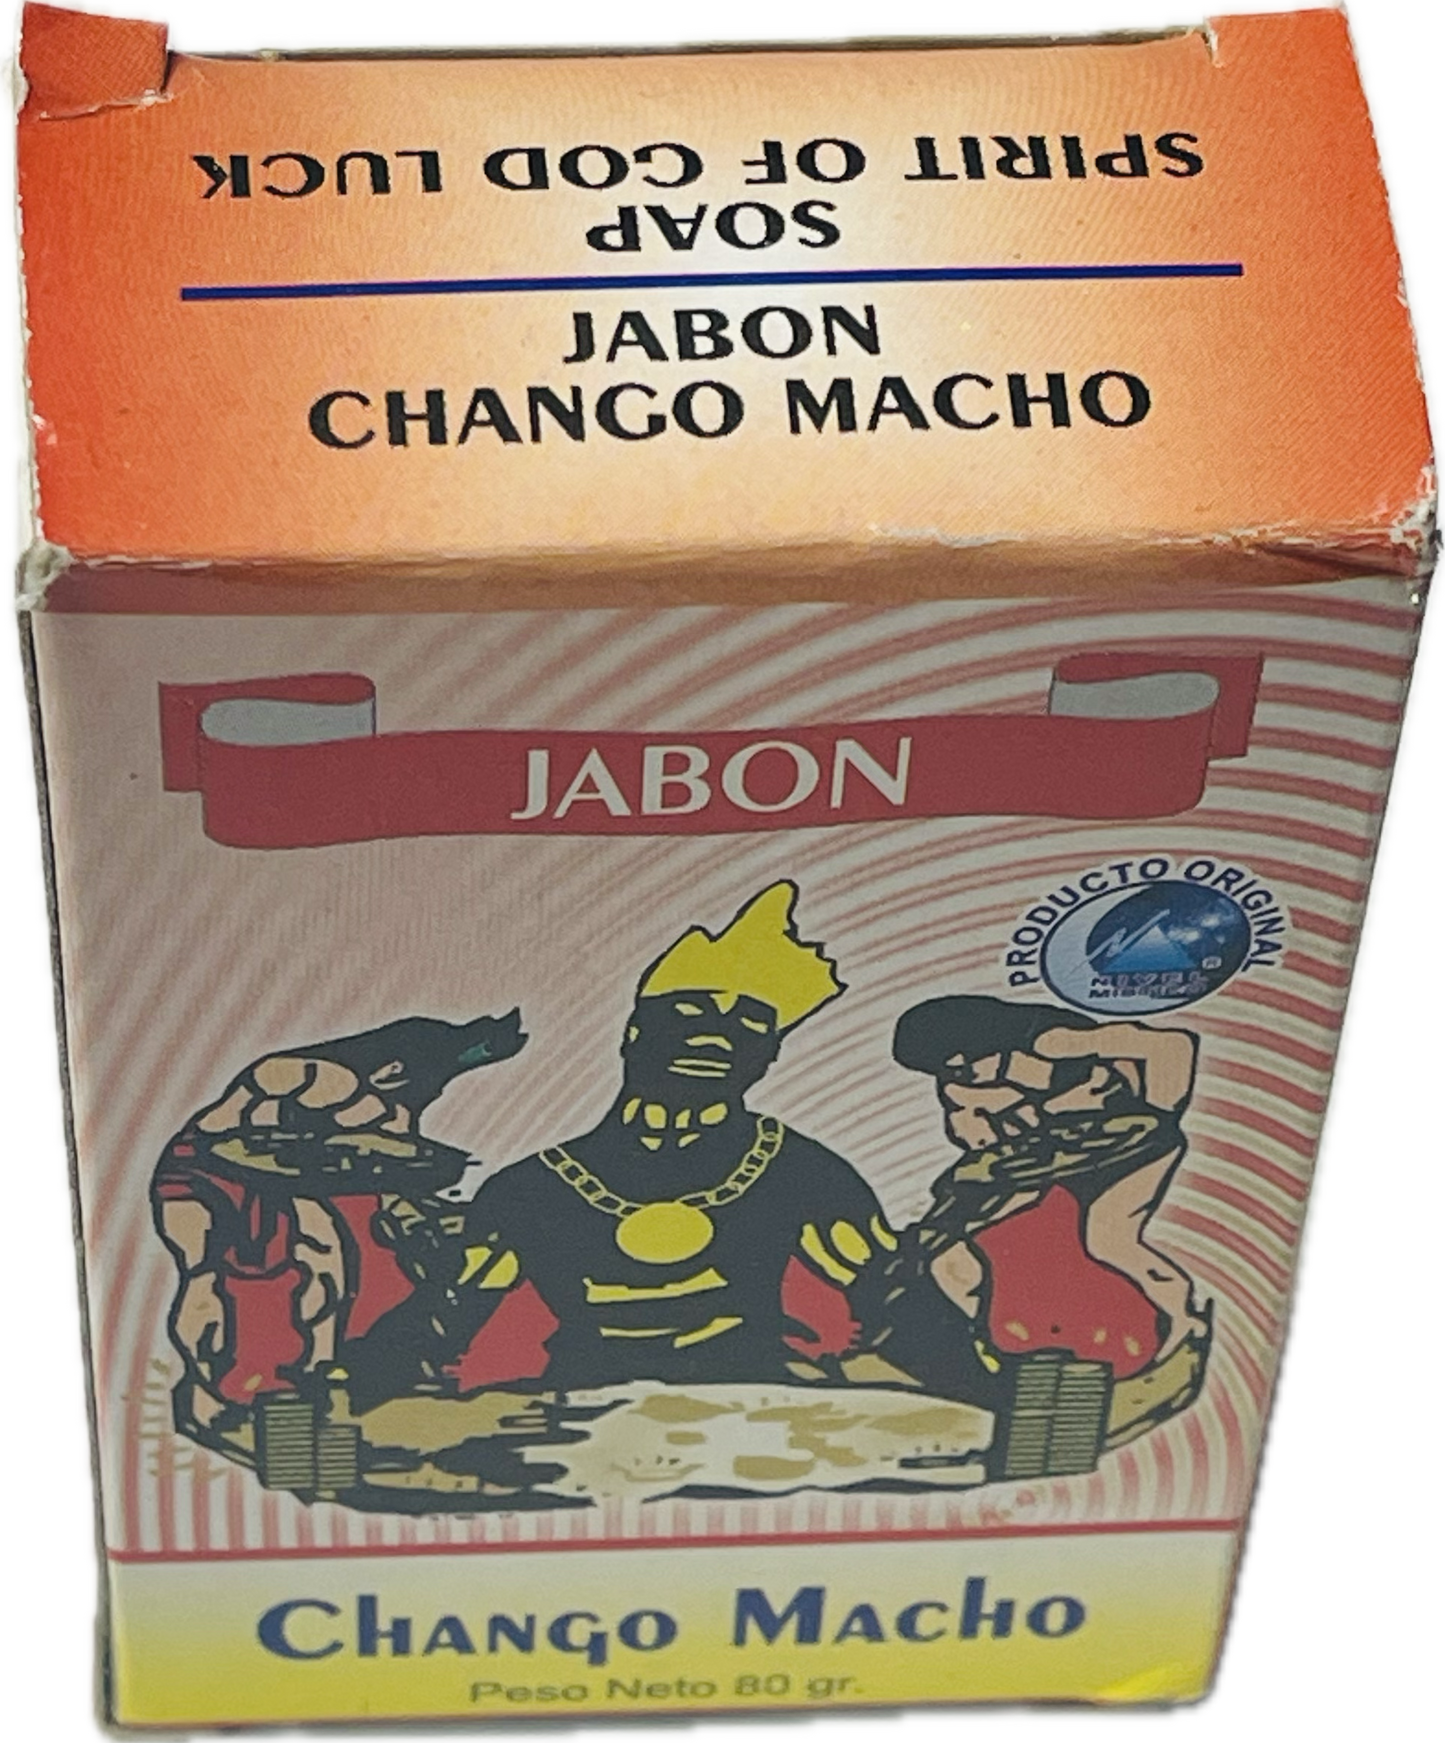 SPIRIT OF GOD LUCK
SOAP
JABON
CHANGO MACHO
JABON
PRODUCTO ORIGINAL
Chango Macho
Peso Neto 80 gr.